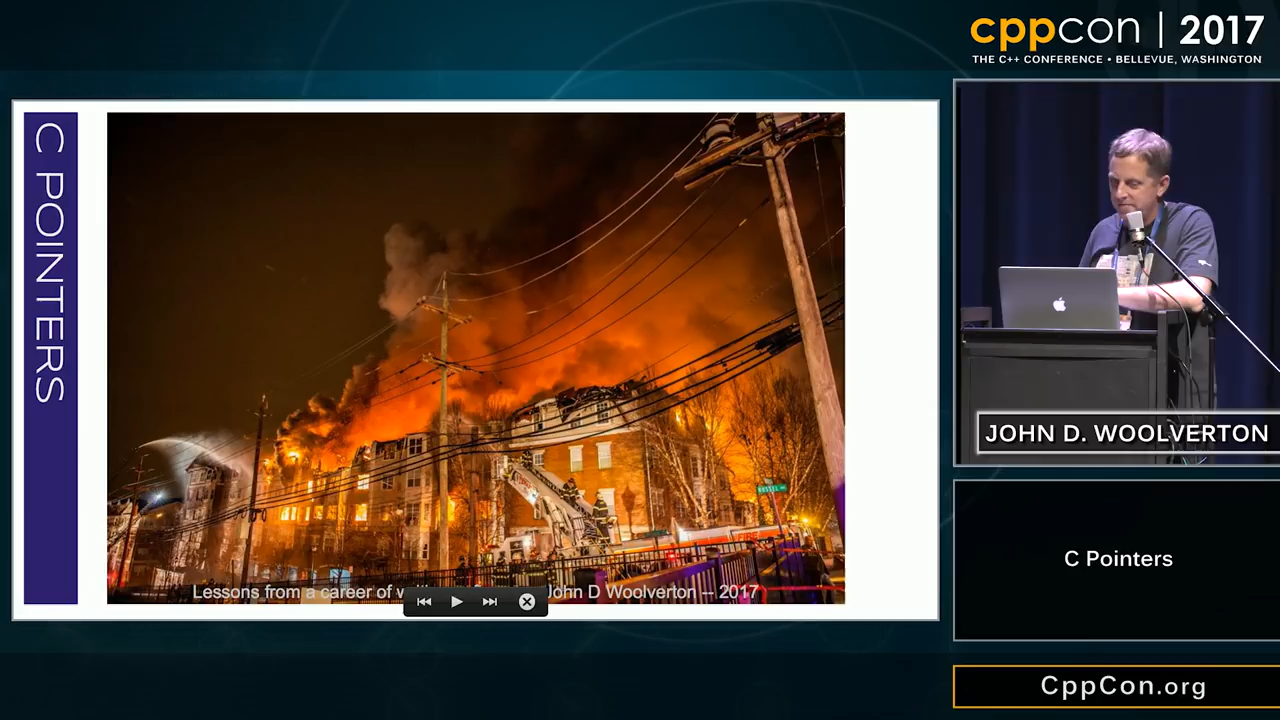 cppcon | 2017
THE C++ CONFERENCE • BELLEVUE, WASHINGTON
C POINTERS
Lessons from a career of John D Woolverton -- 2017
JOHN D. WOOLVERTON
C Pointers
CppCon.org